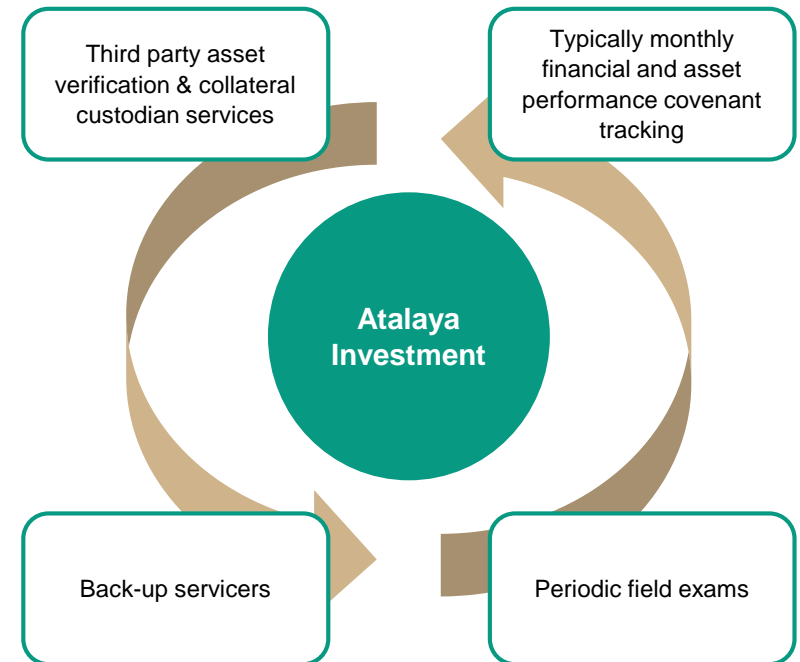 Third party asset
verification & collateral
custodian services
Typically monthly
financial and asset
performance covenant
tracking
Atalaya
Investment
Back-up servicers
Periodic field exams